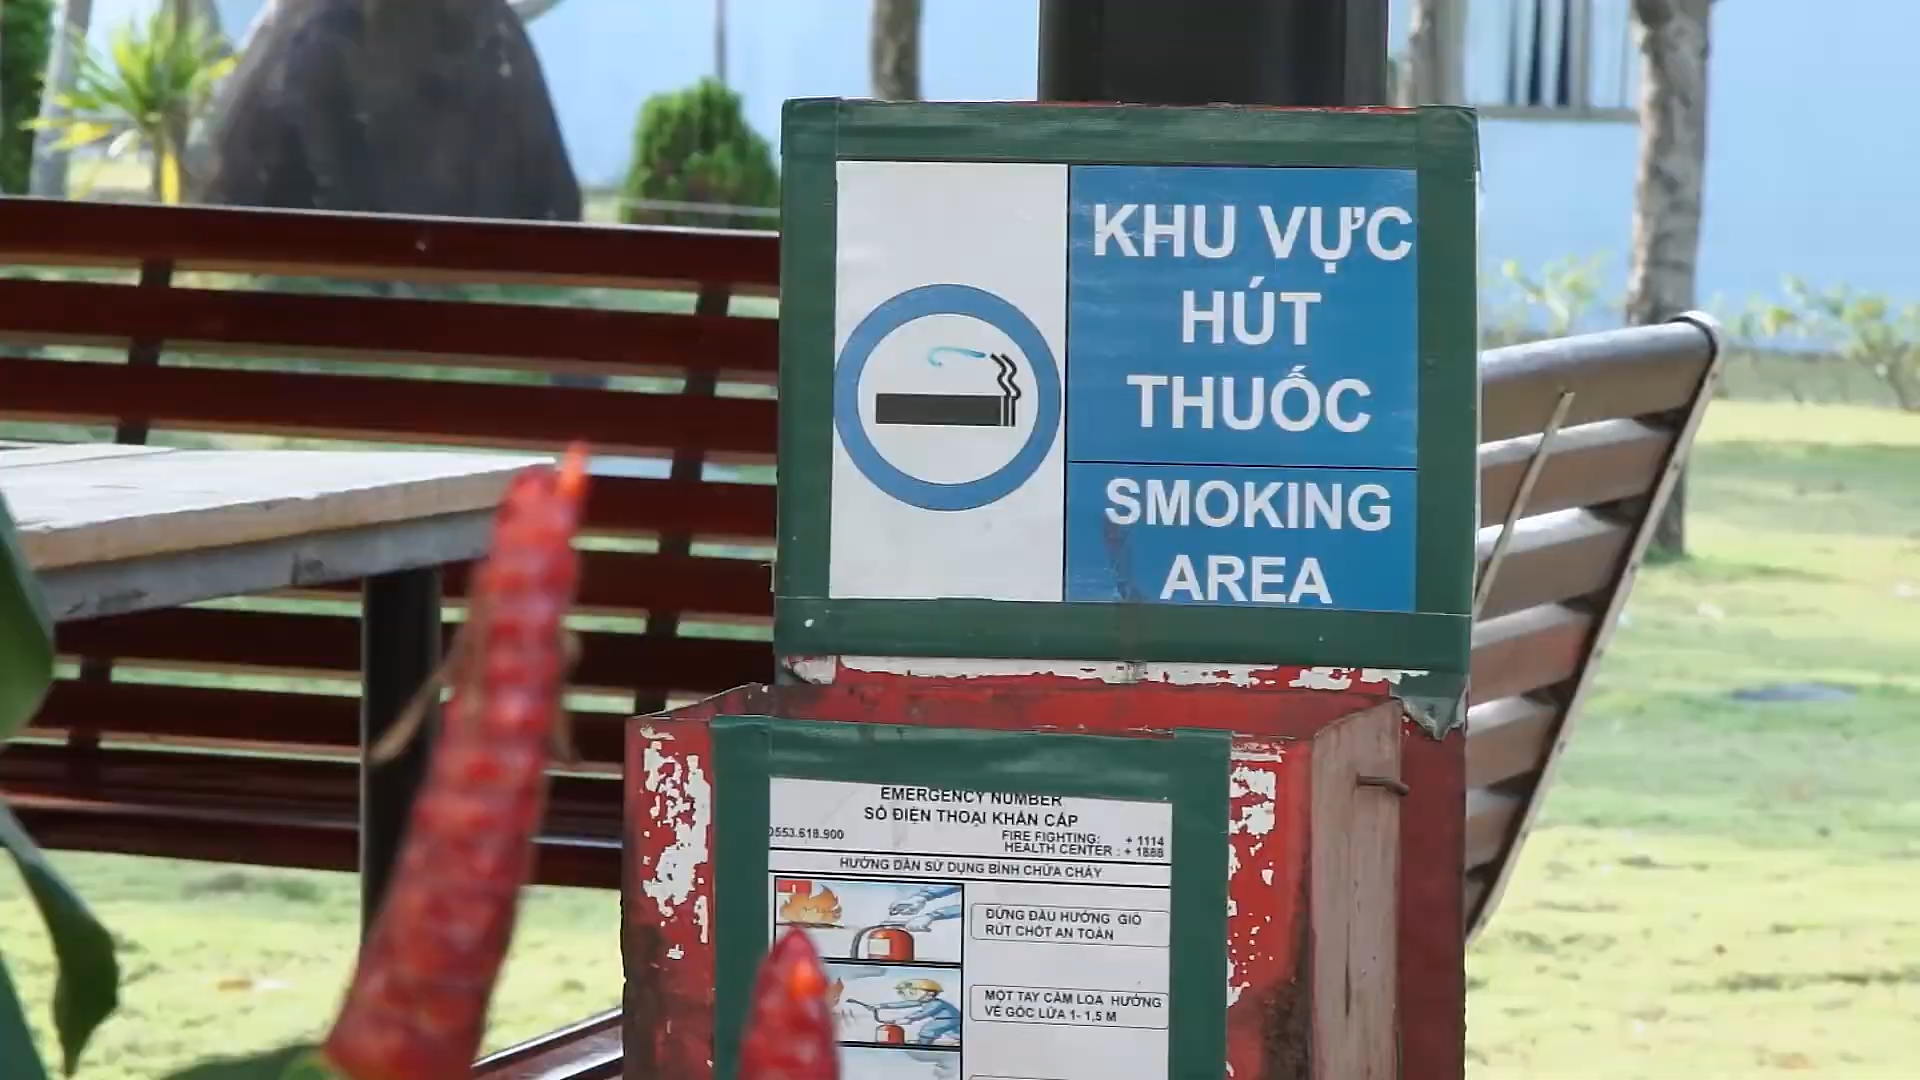 KHU VỰC
HÚT
THUỐC
SMOKING
AREA
EMERGENCY NUMBER
SỐ ĐIỆN THOẠI KHẨN CẤP
0553.618.900
FIRE FIGHTING: + 1114
HEALTH CENTER : + 1888
HƯỚNG DẪN SỬ DỤNG BÌNH CHỮA CHÁY
ĐỨNG ĐẦU HƯỚNG GIÓ
RÚT CHỐT AN TOÀN
MỘT TAY CẦM LOA HƯỚNG
VỀ GỐC LỬA 1- 1,5 M